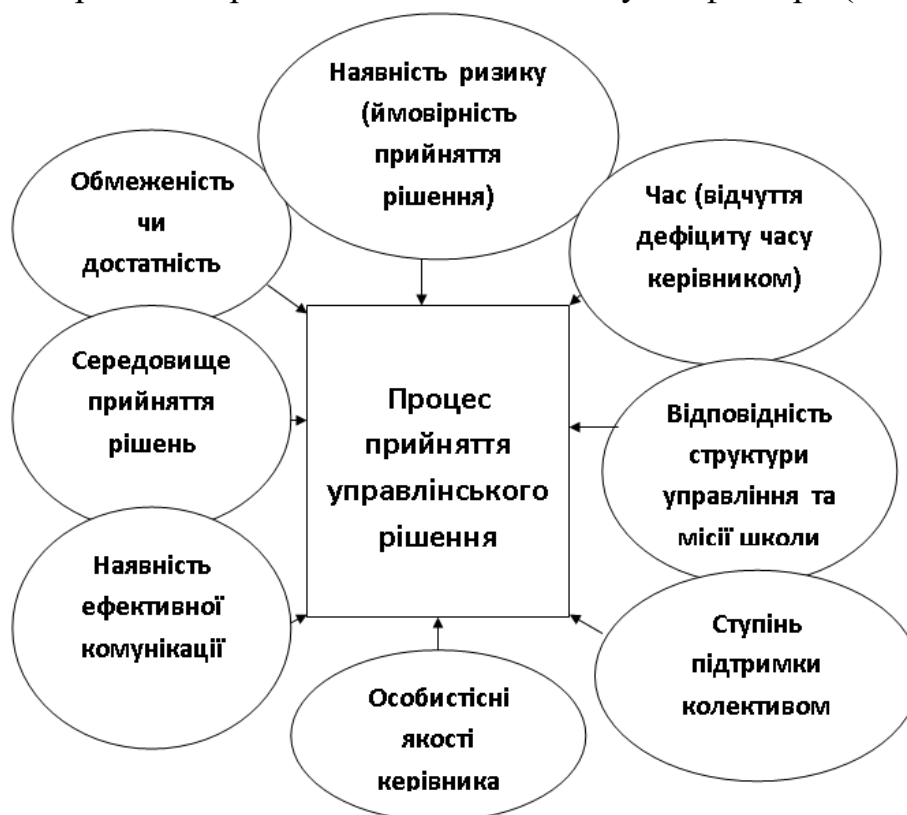 Наявність ризику
(ймовірність
прийняття
рішення)
Обмеженість
чи
достатність
Час (відчуття
дефіциту часу
керівником)
Середовище
прийняття
рішень
Процес
прийняття
управлінського
рішення
Відповідність
структури
управління та
місії школи
Наявність
ефективної
комунікації
Ступінь
підтримки
колективом
Особистісні
якості
керівника